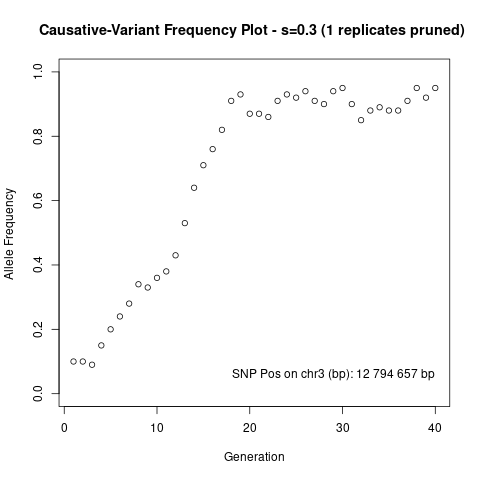 Causative-Variant Frequency Plot - s=0.3 (1 replicates pruned)
1.0
0.8
0.6
0.4
0.2
0.0
Allele Frequency
SNP Pos on chr3 (bp): 12 794 657 bp
0 10 20 30 40
Generation